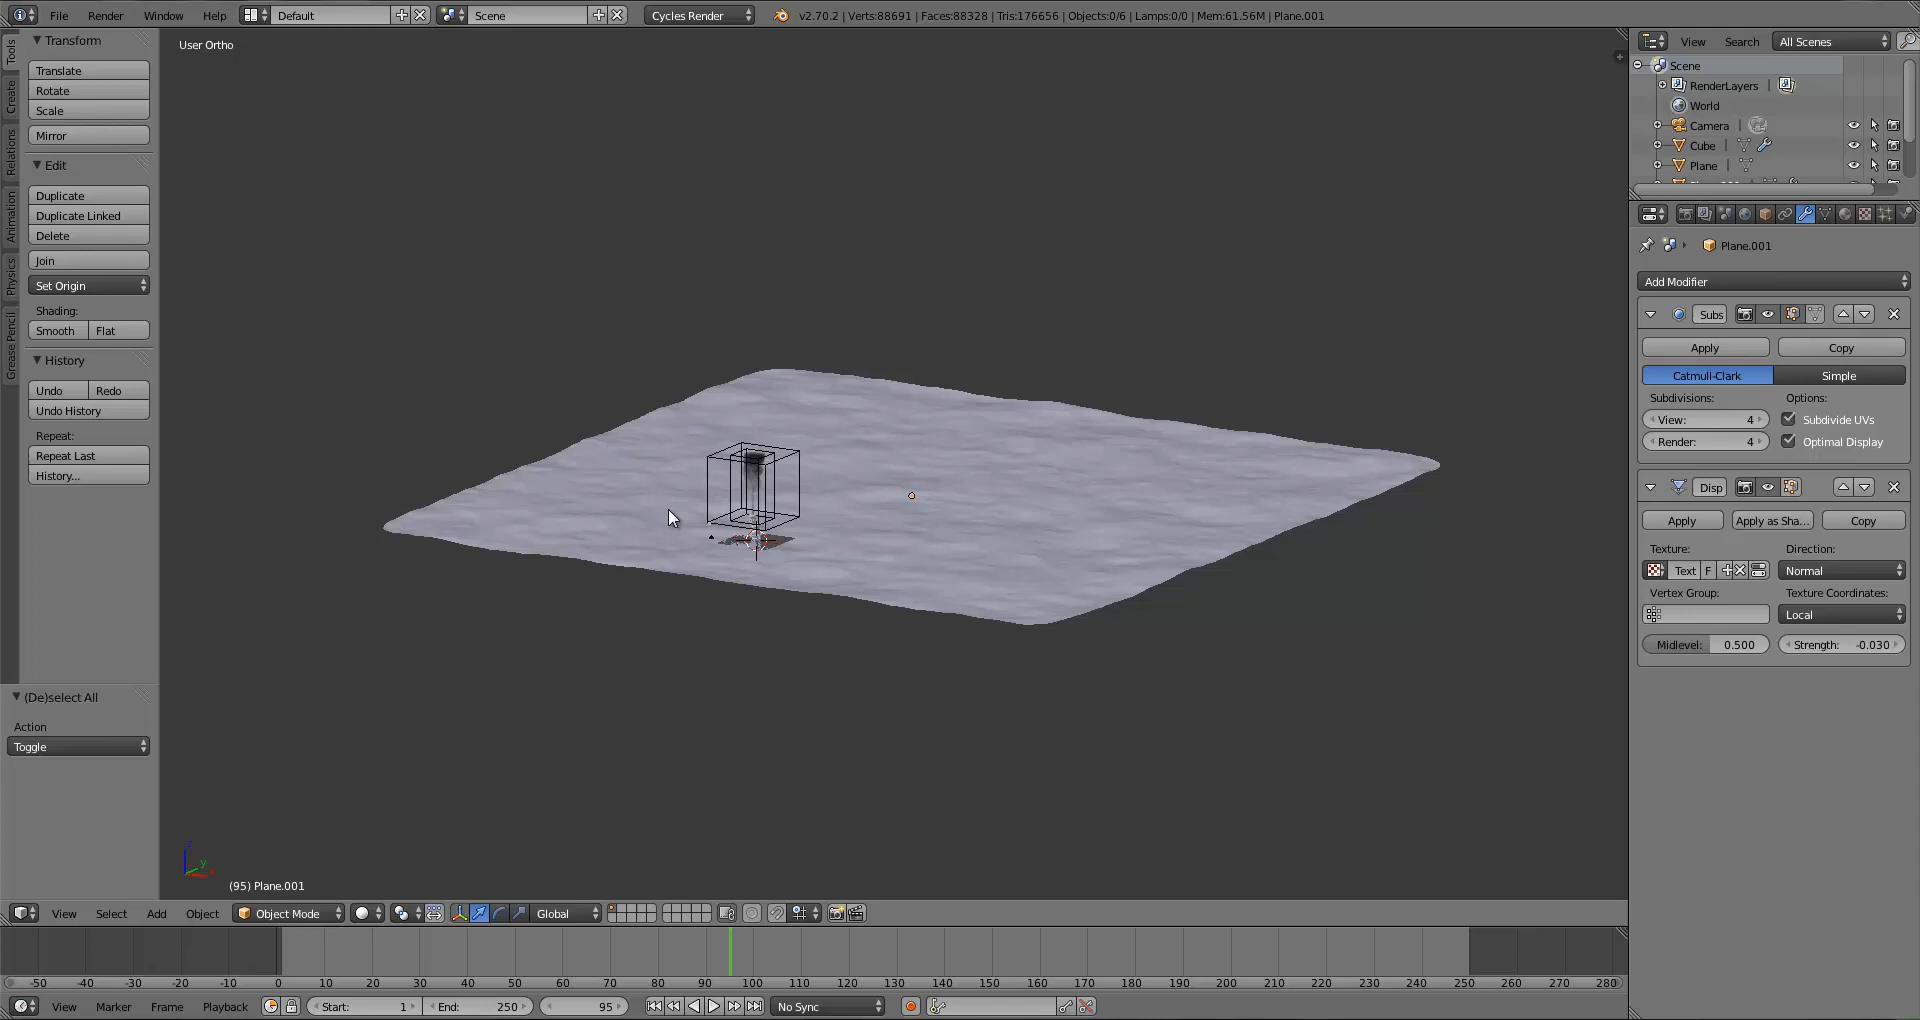 File Render Window Help Default Scene Cycles Render v2.70.2 | Verts:88691 | Faces:88328 | Tris:176656 | Objects:0/6 | Lamps:0/0 | Mem:61.56M | Plane.001
Tools
Create
Relations
Animation
Physics
Grease Pencil
Transform
Translate
Rotate
Scale
Mirror
Edit
Duplicate
Duplicate Linked
Delete
Join
Set Origin
Shading:
Smooth Flat
History
Undo Redo
Undo History
Repeat:
Repeat Last
History...
(De)select All
Action
Toggle
User Ortho
z
y
x
(95) Plane.001
View Select Add Object Object Mode Global
-50 -40 -30 -20 -10 0 10 20 30 40 50 60 70 80 90 100 110 120 130 140 150 160 170 180 190 200 210 220 230 240 250 260 270 280
View Marker Frame Playback Start: 1 End: 250 95 No Sync
View Search All Scenes
Scene
RenderLayers |
World
Camera |
Cube |
Plane |
Plane.001
Add Modifier
Subs
Apply Copy
Catmull-Clark Simple
Subdivisions: Options:
View: 4 Subdivide UVs
Render: 4 Optimal Display
Disp
Apply Apply as Sha... Copy
Texture: Direction:
Text F Normal
Vertex Group: Texture Coordinates:
Local
Midlevel: 0.500 Strength: -0.030